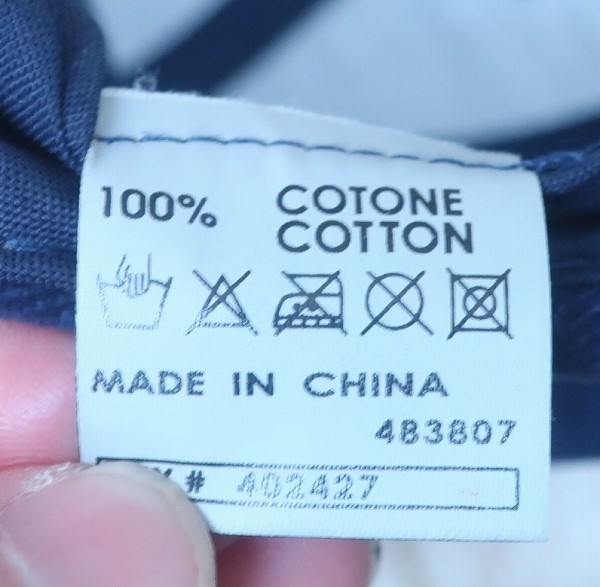 100% COTONE
COTTON
MADE IN CHINA
483807
# 402427